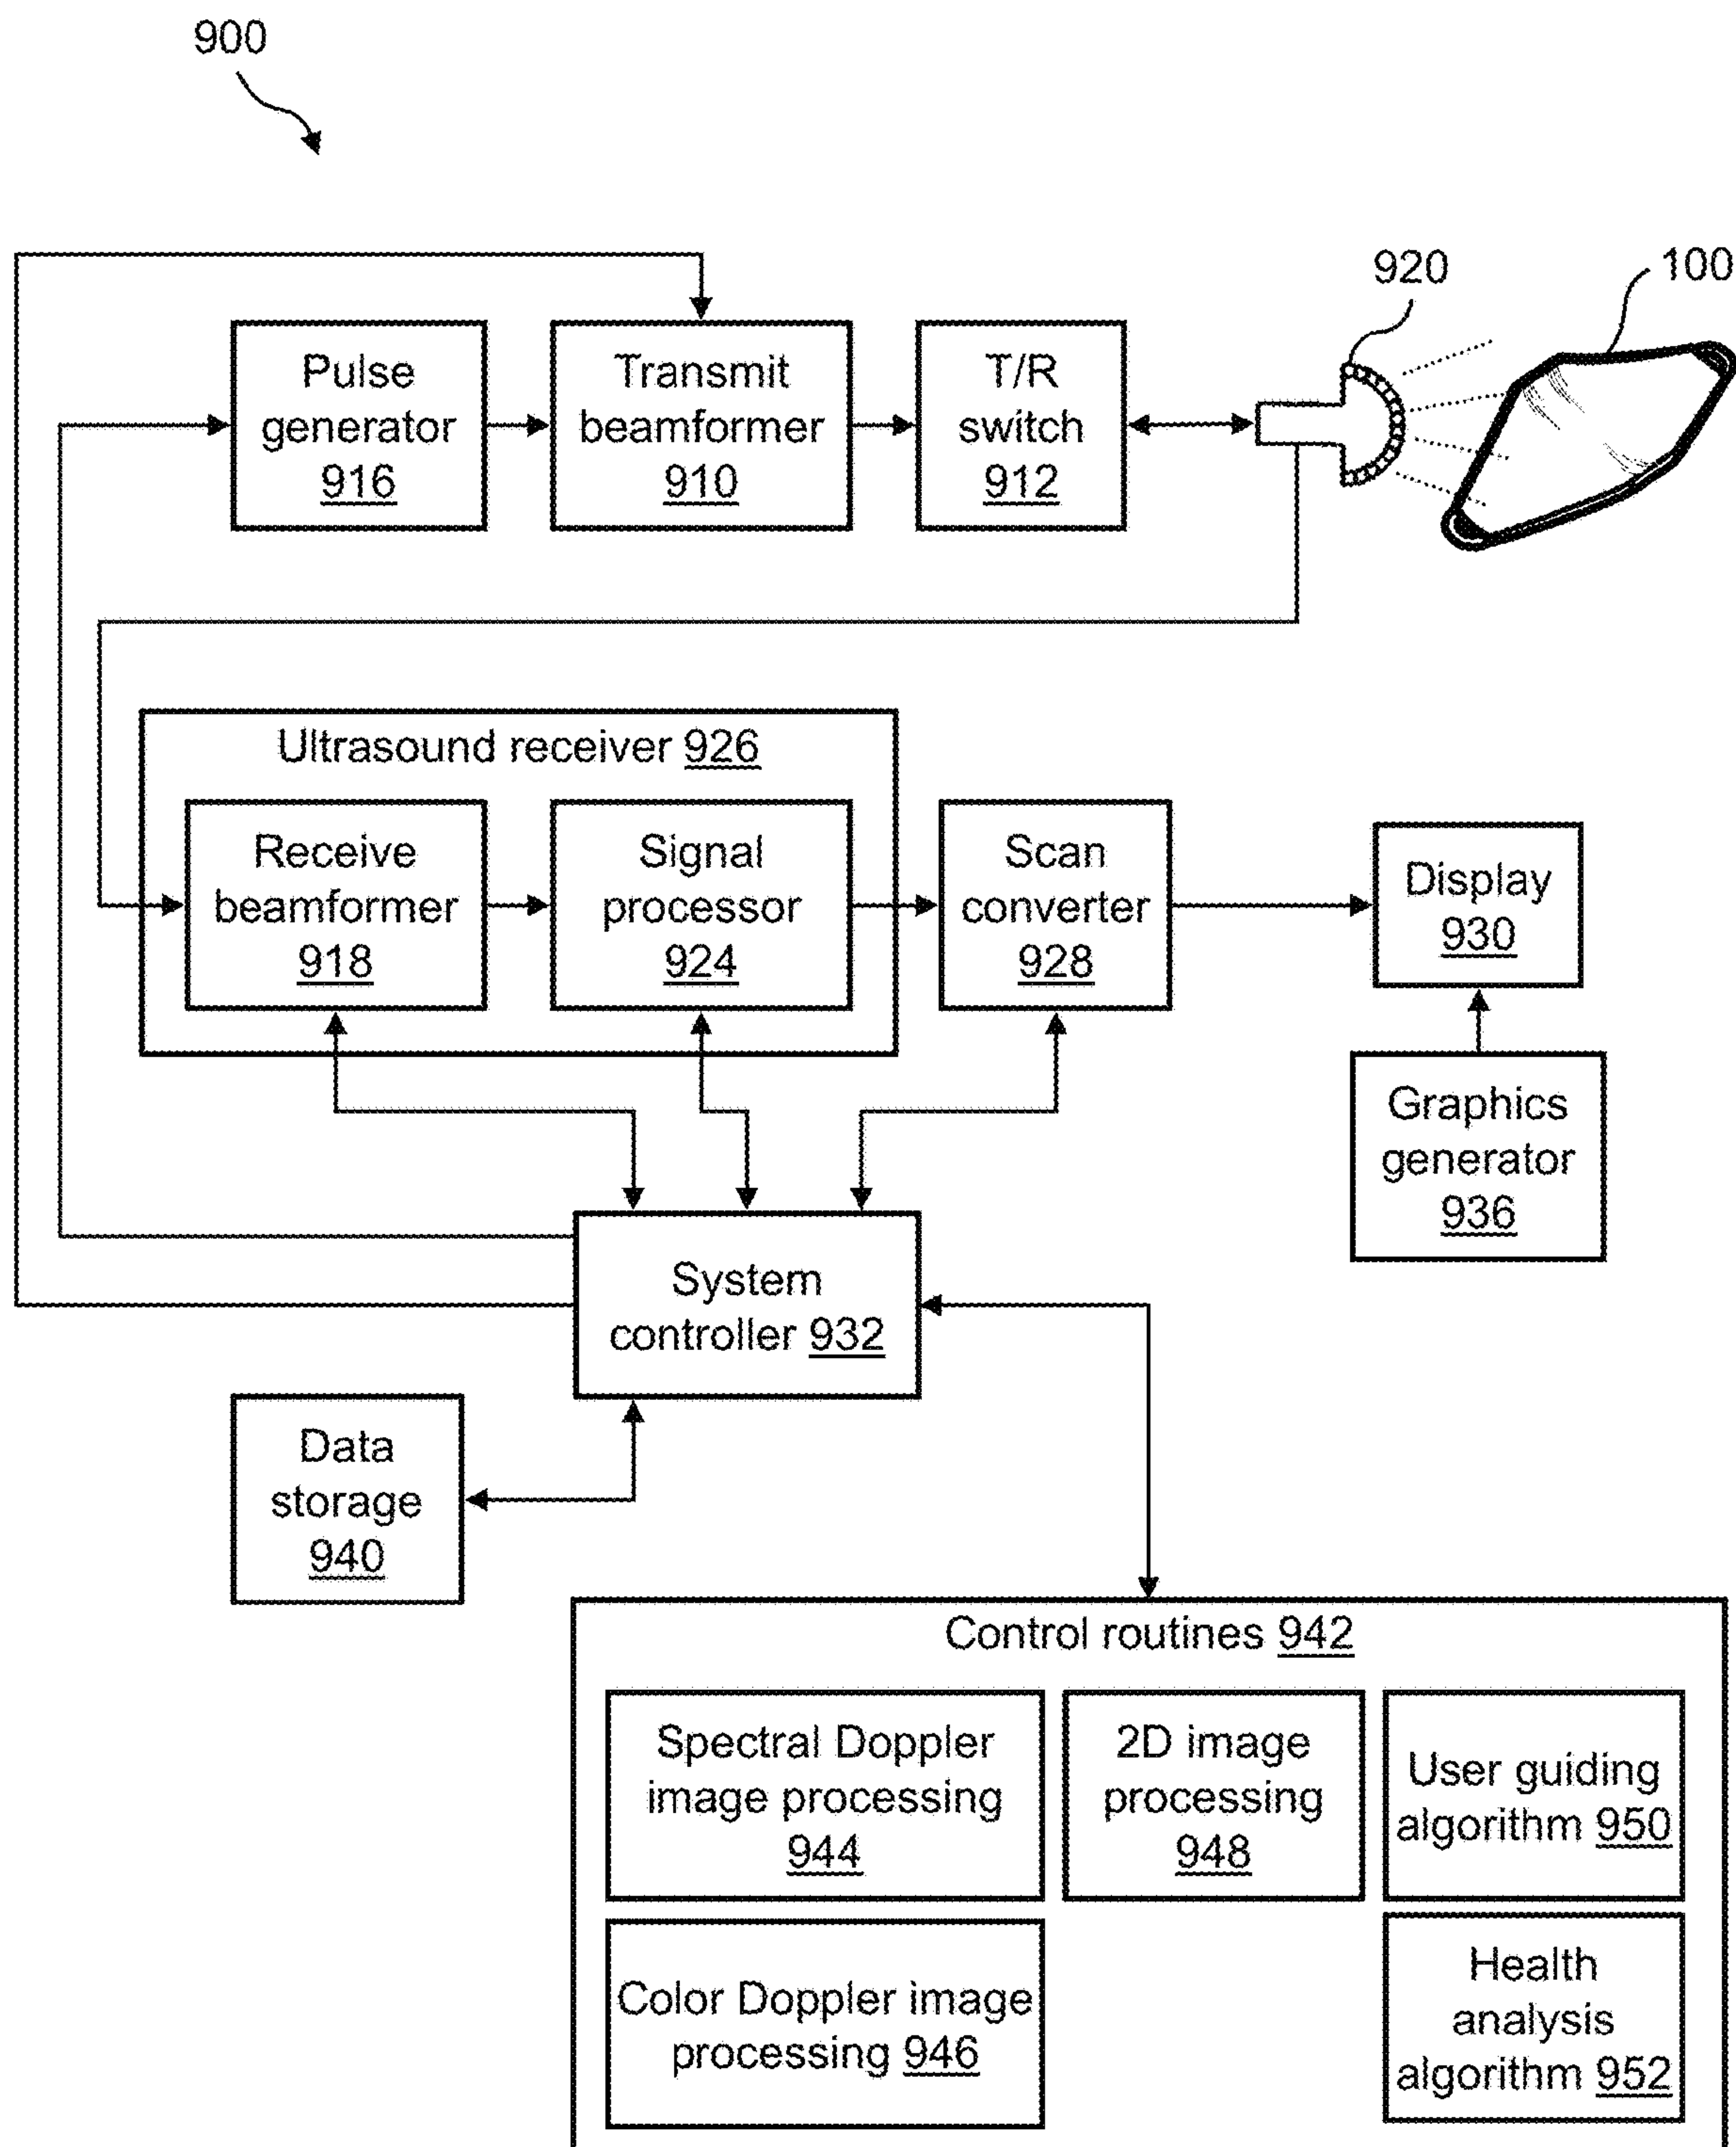 900
920
100
Pulse
generator
916
Transmit
beamformer
910
T/R
switch
912
Ultrasound receiver 926
Receive
beamformer
918
Signal
processor
924
Scan
converter
928
Display
930
Graphics
generator
936
System
controller 932
Data
storage
940
Control routines 942
Spectral Doppler
image processing
944
2D image
processing
948
User guiding
algorithm 950
Color Doppler image
processing 946
Health
analysis
algorithm 952